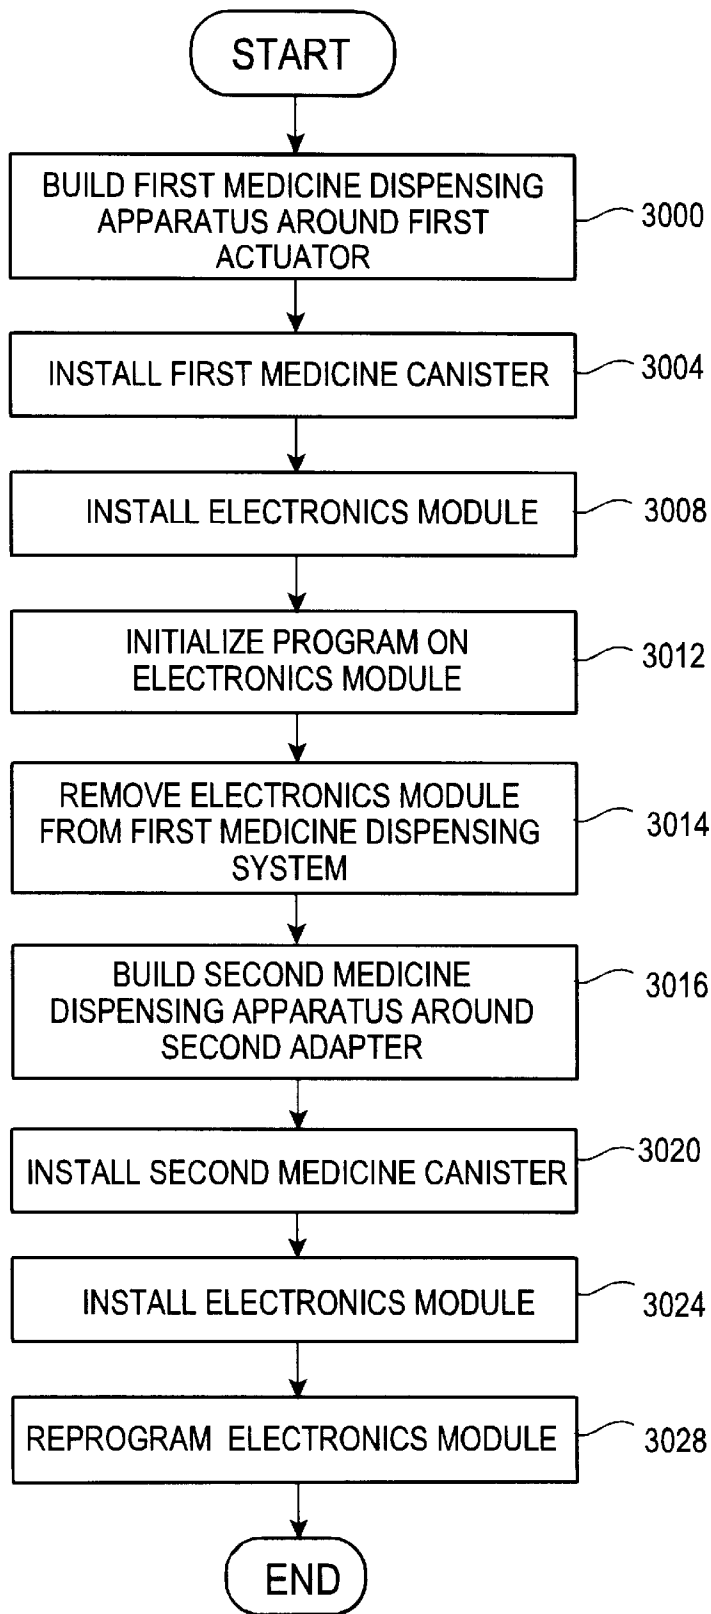 START
BUILD FIRST MEDICINE DISPENSING
APPARATUS AROUND FIRST
ACTUATOR
3000
INSTALL FIRST MEDICINE CANISTER
3004
INSTALL ELECTRONICS MODULE
3008
INITIALIZE PROGRAM ON
ELECTRONICS MODULE
3012
REMOVE ELECTRONICS MODULE
FROM FIRST MEDICINE DISPENSING
SYSTEM
3014
BUILD SECOND MEDICINE
DISPENSING APPARATUS AROUND
SECOND ADAPTER
3016
INSTALL SECOND MEDICINE CANISTER
3020
INSTALL ELECTRONICS MODULE
3024
REPROGRAM ELECTRONICS MODULE
3028
END